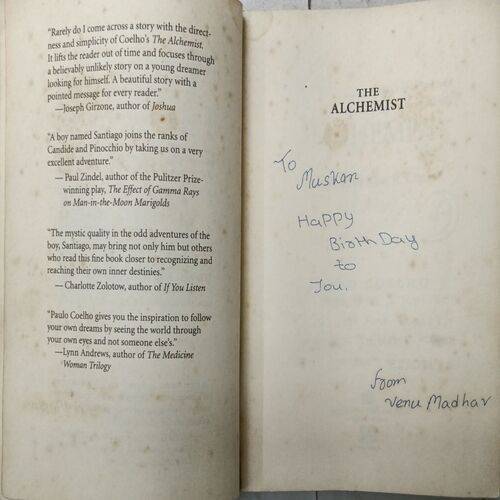 "Rarely do I come across a story with the direct-
ness and simplicity of Coelho's The Alchemist.
It lifts the reader out of time and focuses through
a believably unlikely story on a young dreamer
looking for himself. A beautiful story with a
pointed message for every reader."
—Joseph Girzone, author of Joshua
"A boy named Santiago joins the ranks of
Candide and Pinocchio by taking us on a very
excellent adventure."
— Paul Zindel, author of the Pulitzer Prize-
winning play, The Effect of Gamma Rays
on Man-in-the-Moon Marigolds
"The mystic quality in the odd adventures of the
boy, Santiago, may bring not only him but others
who read this fine book closer to recognizing and
reaching their own inner destinies."
— Charlotte Zolotow, author of If You Listen
"Paulo Coelho gives you the inspiration to follow
your own dreams by seeing the world through
your own eyes and not someone else's."
—Lynn Andrews, author of The Medicine
Woman Trilogy
THE
ALCHEMIST
To
Muskan
Happy
Birth Day
to
You.
from
Venu Madhav